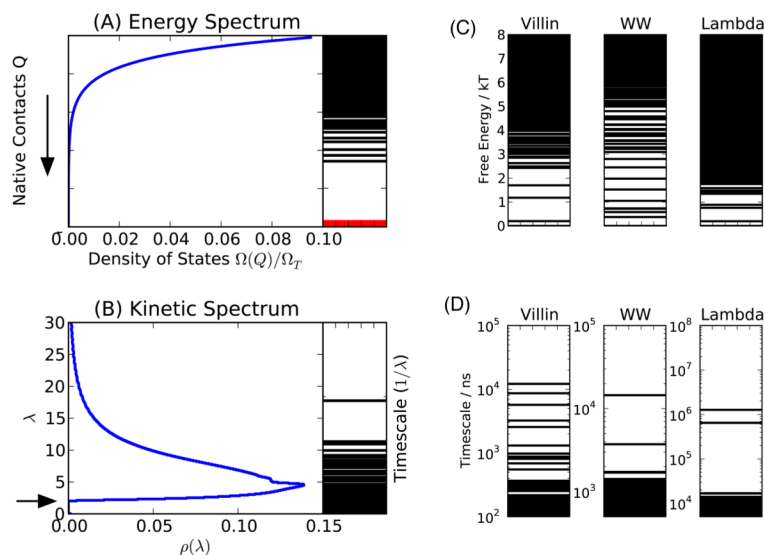 (A) Energy Spectrum
Native Contacts Q
σ
0.00 0.02 0.04 0.06 0.08 0.10
Density of States Ω(Q)/Ω_T
(B) Kinetic Spectrum
30
25
20
15
10
5
0
λ
0.00 0.05 0.10 0.15
ρ(λ)
Timescale (1/λ)
(C)
Villin WW Lambda
8
7
6
5
4
3
2
1
0
Free Energy / kT
(D)
Villin WW Lambda
10^5 10^5 10^8
10^4 10^4 10^7
10^3 10^3 10^6
10^2 10^5
10^4
Timescale / ns